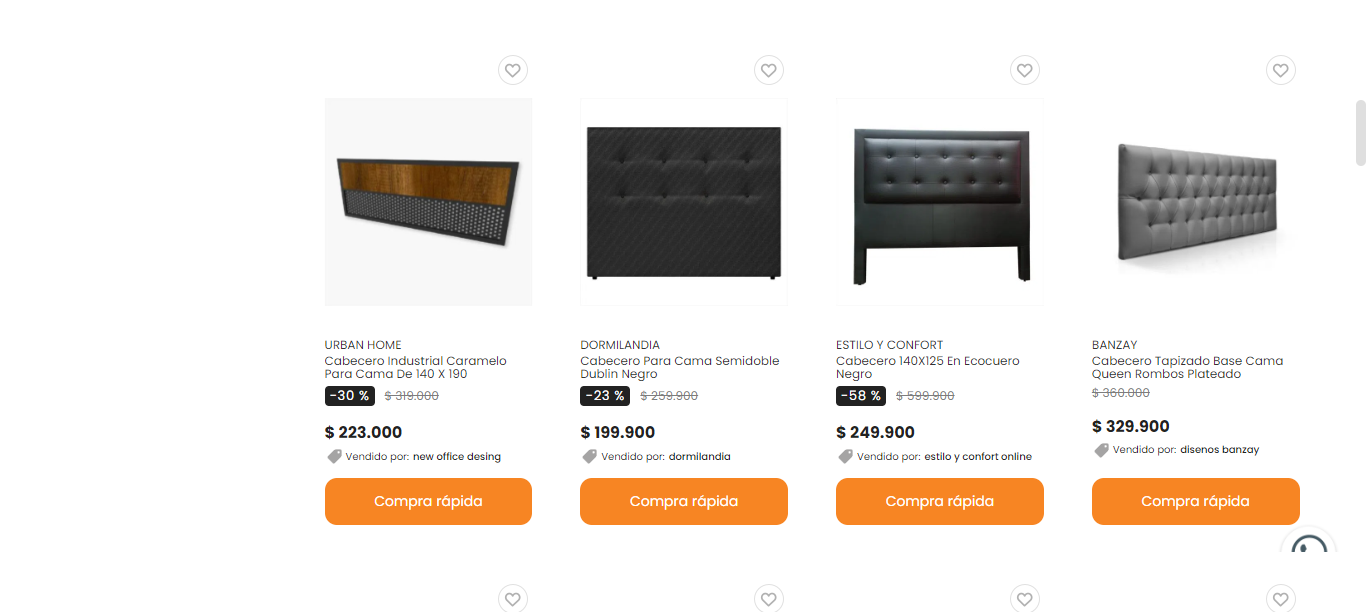 URBAN HOME
Cabecero Industrial Caramelo
Para Cama De 140 X 190
-30 % $ 319.000
$ 223.000
Vendido por: new office desing
Compra rápida
DORMILANDIA
Cabecero Para Cama Semidoble
Dublin Negro
-23 % $ 259.900
$ 199.900
Vendido por: dormilandia
Compra rápida
ESTILO Y CONFORT
Cabecero 140X125 En Ecocuero
Negro
-58 % $ 599.900
$ 249.900
Vendido por: estilo y confort online
Compra rápida
BANZAY
Cabecero Tapizado Base Cama
Queen Rombos Plateado
$ 360.000
$ 329.900
Vendido por: disenos banzay
Compra rápida